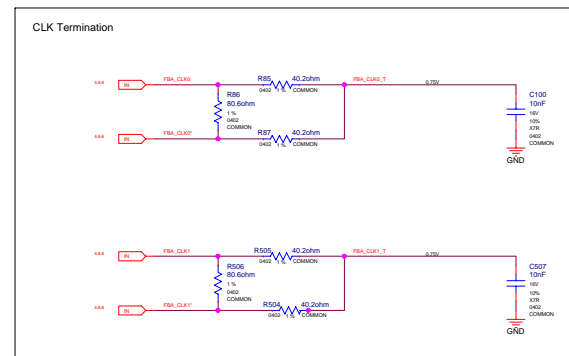 CLK Termination
FBA_CLK0 R85 40.2ohm FBA_CLK0_T 0.75V
IN 0402 1 % COMMON
R86 C100
80.6ohm 10nF
1 % 16V
0402 10%
COMMON X7R
FBA_CLK0* R87 40.2ohm 0402
IN 0402 1 % COMMON COMMON
GND
FBA_CLK1 R505 40.2ohm FBA_CLK1_T 0.75V
IN 0402 1 % COMMON
R506 C507
80.6ohm 10nF
1 % 16V
0402 10%
COMMON X7R
FBA_CLK1* R504 40.2ohm 0402
IN 0402 1 % COMMON COMMON
GND